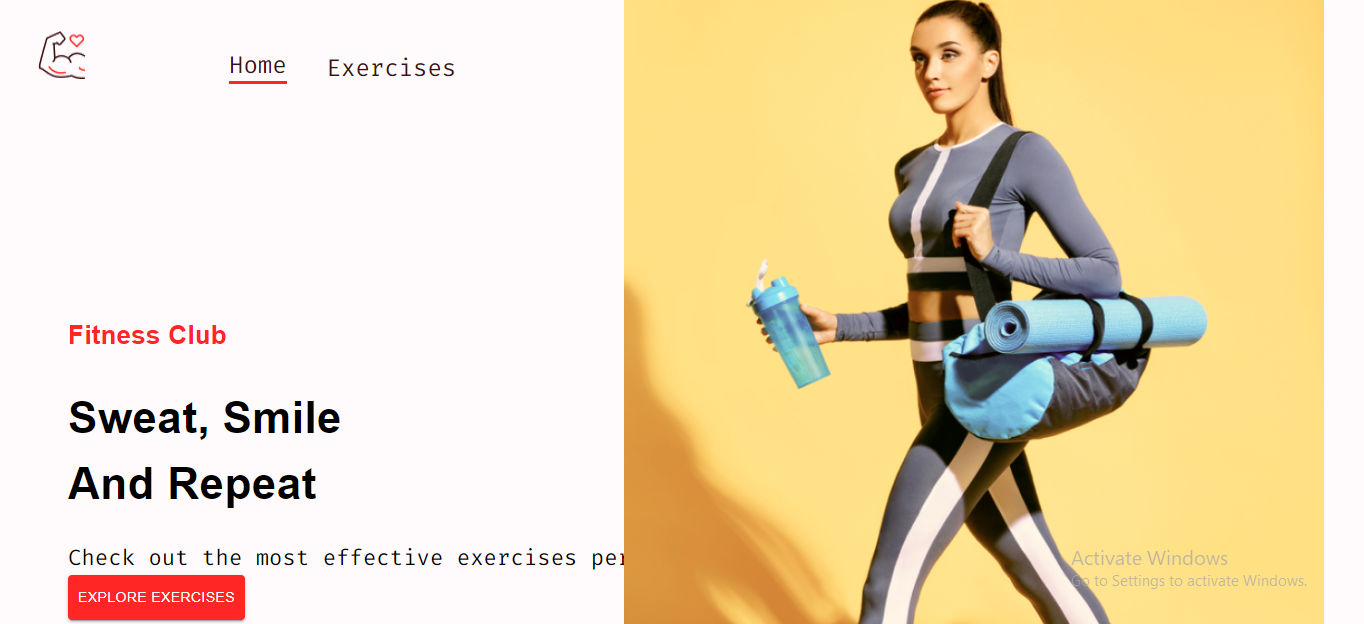 Home Exercises
Fitness Club
Sweat, Smile
And Repeat
Check out the most effective exercises per
EXPLORE EXERCISES
Activate Windows
Go to Settings to activate Windows.